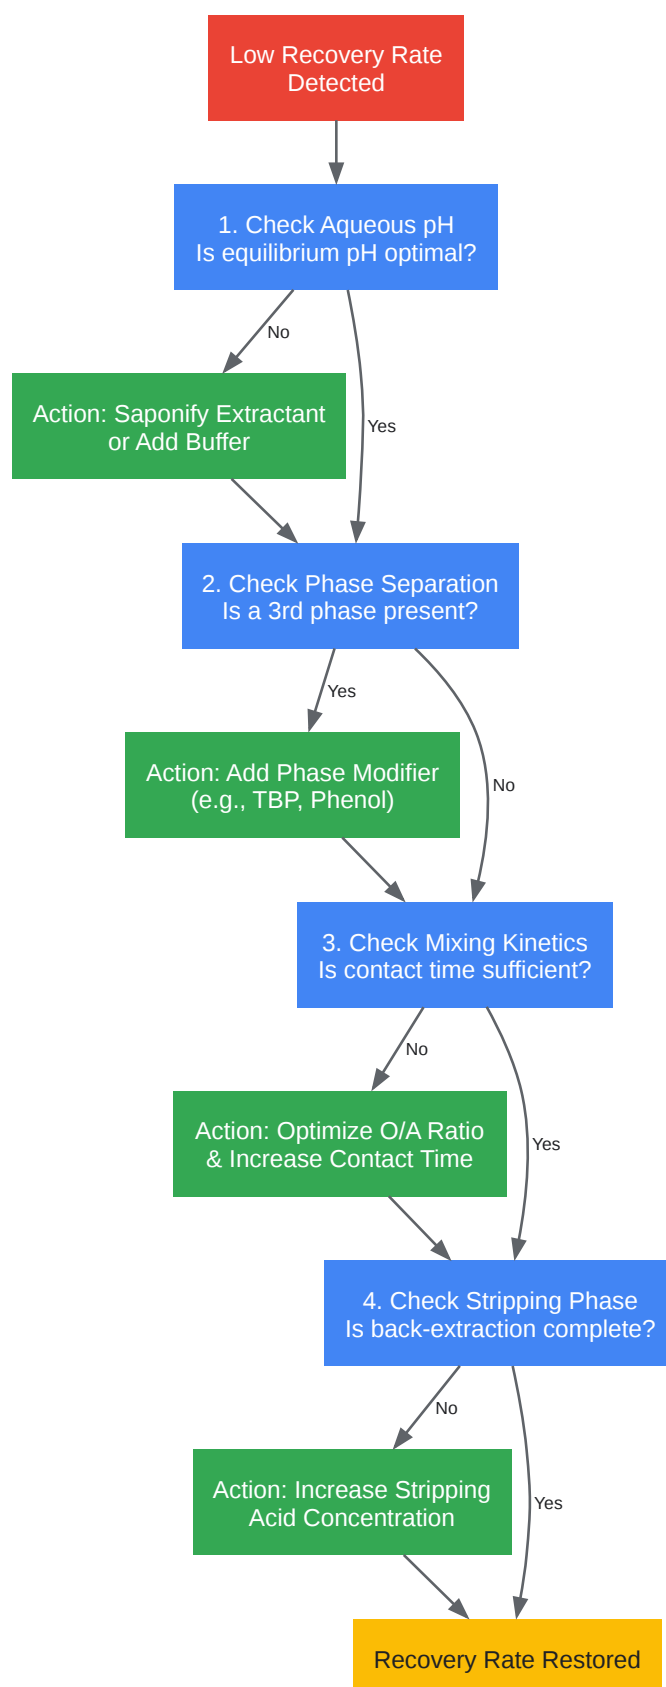 Low Recovery Rate
Detected
1. Check Aqueous pH
Is equilibrium pH optimal?
No
Action: Saponify Extractant
or Add Buffer
Yes
2. Check Phase Separation
Is a 3rd phase present?
Yes
Action: Add Phase Modifier
(e.g., TBP, Phenol)
No
3. Check Mixing Kinetics
Is contact time sufficient?
No
Action: Optimize O/A Ratio
& Increase Contact Time
Yes
4. Check Stripping Phase
Is back-extraction complete?
No
Action: Increase Stripping
Acid Concentration
Yes
Recovery Rate Restored